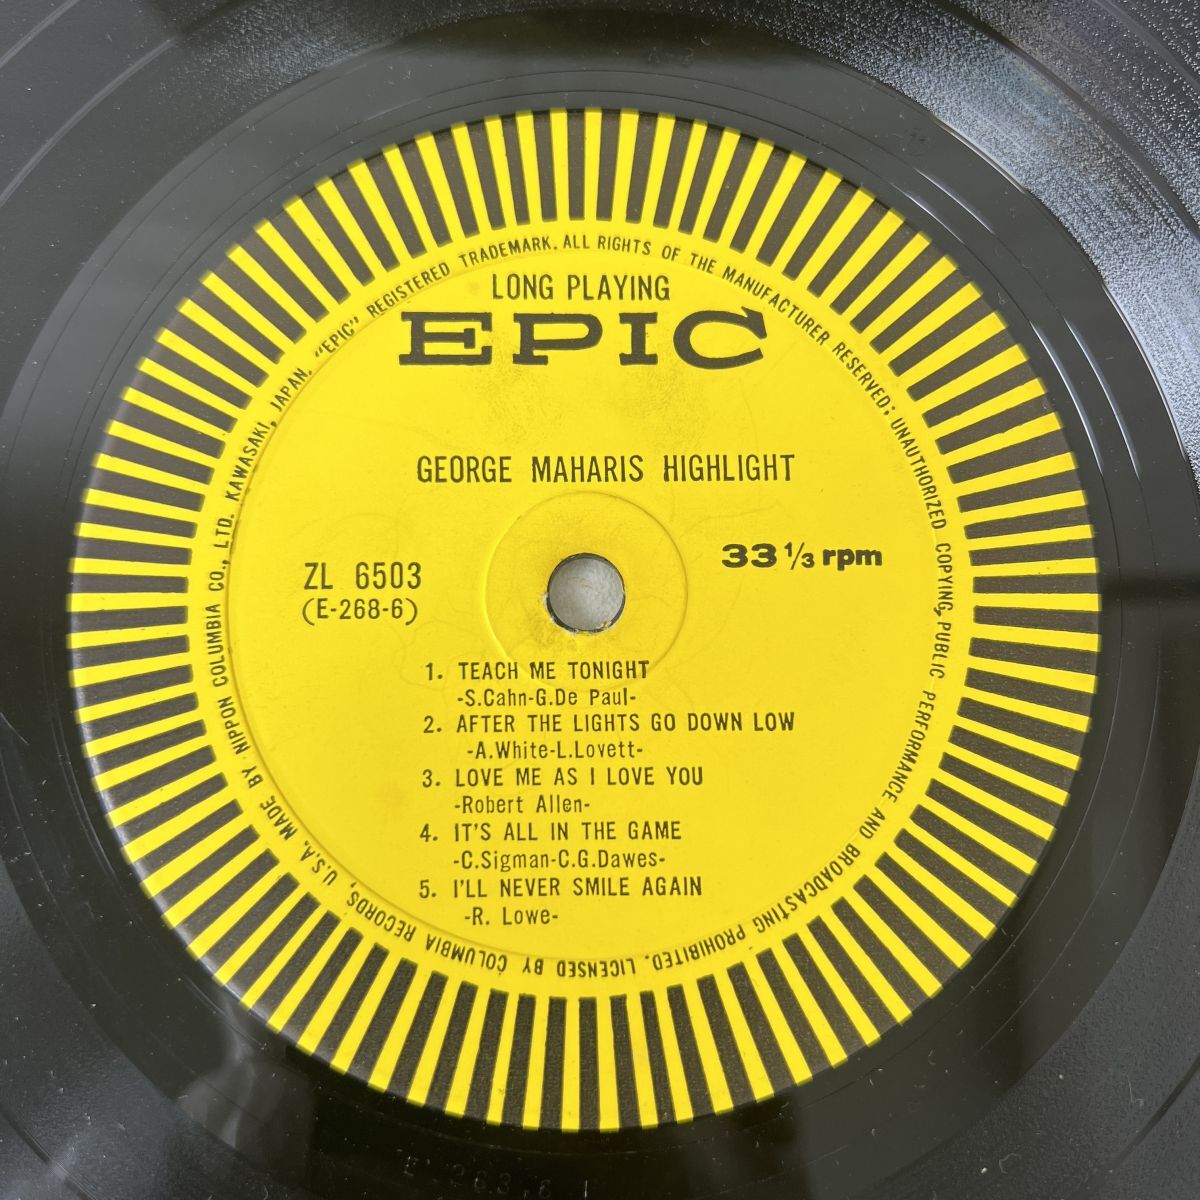 "EPIC" REGISTERED TRADEMARK. ALL RIGHTS OF THE MANUFACTURER RESERVED; UNAUTHORIZED COPYING, PUBLIC PERFORMANCE AND BROADCASTING PROHIBITED. LICENSED BY COLUMBIA RECORDS, U.S.A. MADE BY NIPPON COLUMBIA CO., LTD. KAWASAKI, JAPAN.
LONG PLAYING
EPIC
GEORGE MAHARIS HIGHLIGHT
33 1/3 rpm
ZL 6503
(E-268-6)
1. TEACH ME TONIGHT
-S.Cahn-G.De Paul-
2. AFTER THE LIGHTS GO DOWN LOW
-A.White-L.Lovett-
3. LOVE ME AS I LOVE YOU
-Robert Allen-
4. IT'S ALL IN THE GAME
-C.Sigman-C.G.Dawes-
5. I'LL NEVER SMILE AGAIN
-R. Lowe-